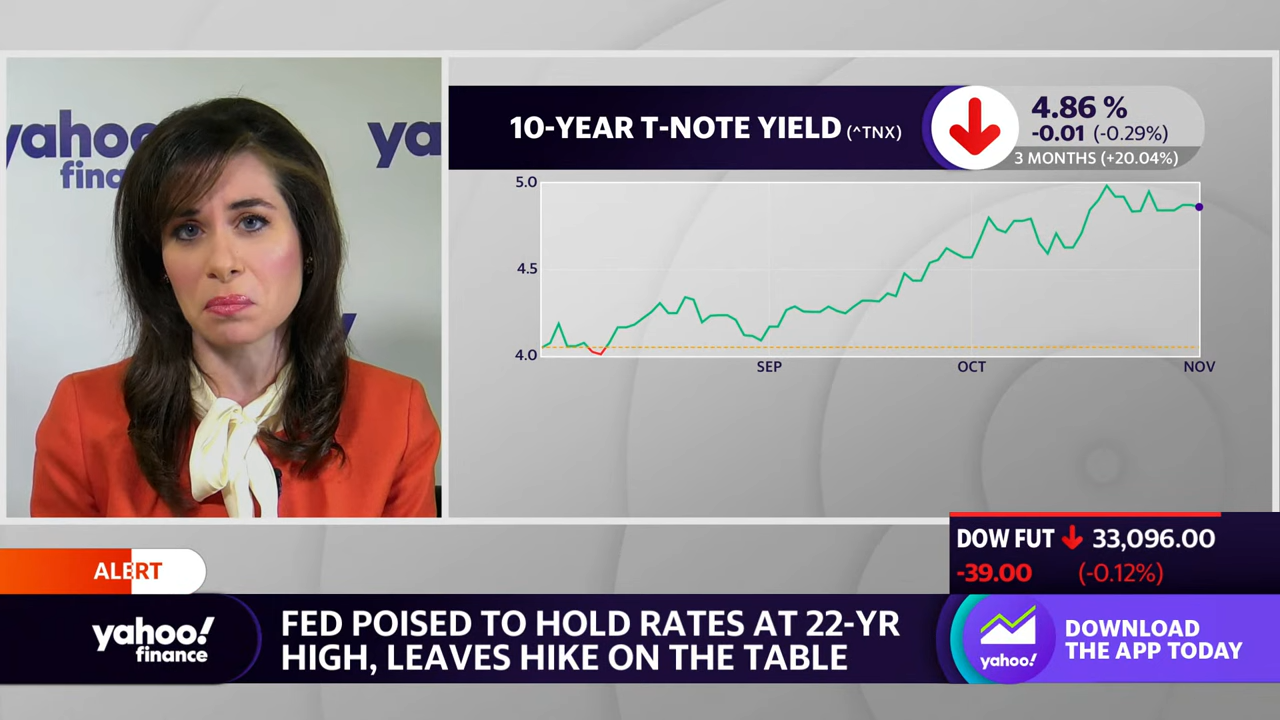 yahoo
finance
ya
10-YEAR T-NOTE YIELD (^TNX)
4.86 %
-0.01 (-0.29%)
3 MONTHS (+20.04%)
5.0
4.5
4.0
SEP
OCT
NOV
DOW FUT 33,096.00
-39.00 (-0.12%)
ALERT
yahoo!
finance
FED POISED TO HOLD RATES AT 22-YR
HIGH, LEAVES HIKE ON THE TABLE
yahoo!
DOWNLOAD
THE APP TODAY